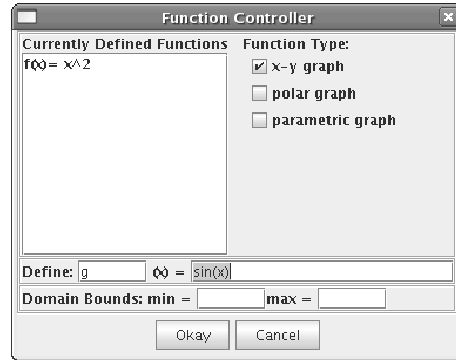 Function Controller
Currently Defined Functions
f(x)= x^2
Function Type:
x-y graph
polar graph
parametric graph
Define: g (x) = sin(x)
Domain Bounds: min = max =
Okay Cancel